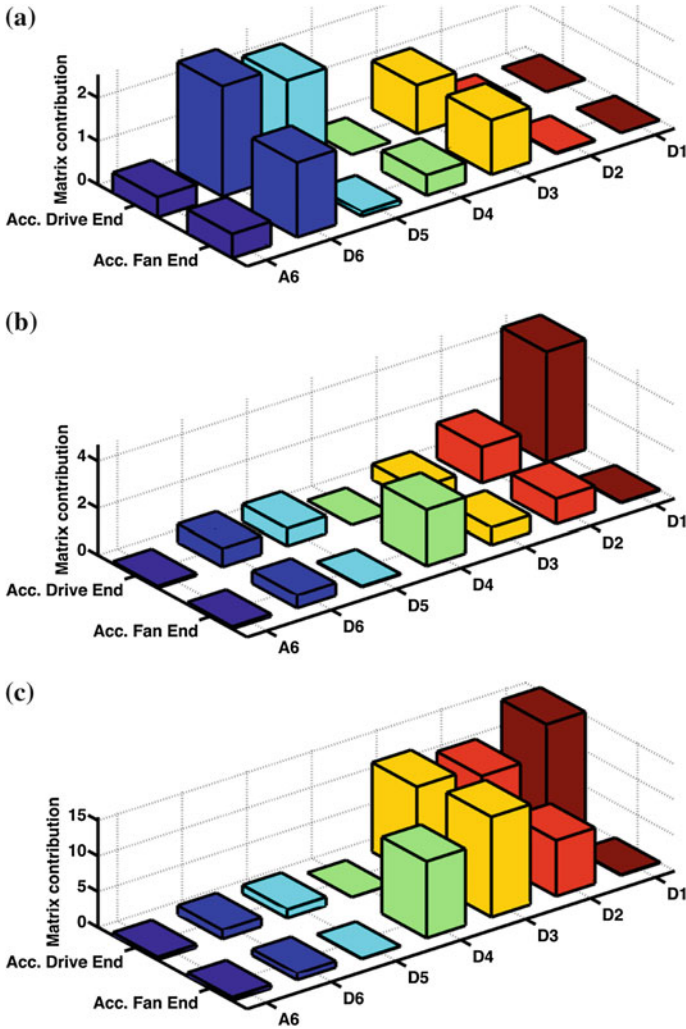 (a)
Matrix contribution
2
1
0
Acc. Drive End
Acc. Fan End
A6
D6
D5
D4
D3
D2
D1
(b)
Matrix contribution
4
2
0
Acc. Drive End
Acc. Fan End
A6
D6
D5
D4
D3
D2
D1
(c)
Matrix contribution
15
10
5
0
Acc. Drive End
Acc. Fan End
A6
D6
D5
D4
D3
D2
D1